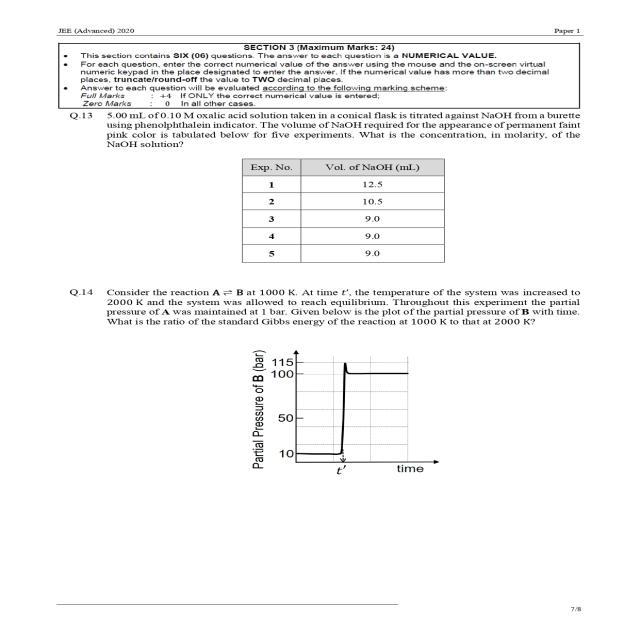 JEE (Advanced) 2020 Paper 1
SECTION 3 (Maximum Marks: 24)
• This section contains SIX (06) questions. The answer to each question is a NUMERICAL VALUE.
• For each question, enter the correct numerical value of the answer using the mouse and the on-screen virtual
numeric keypad in the place designated to enter the answer. If the numerical value has more than two decimal
places, truncate/round-off the value to TWO decimal places.
• Answer to each question will be evaluated according to the following marking scheme:
Full Marks : +4 If ONLY the correct numerical value is entered;
Zero Marks : 0 In all other cases.
Q.13 5.00 mL of 0.10 M oxalic acid solution taken in a conical flask is titrated against NaOH from a burette
using phenolphthalein indicator. The volume of NaOH required for the appearance of permanent faint
pink color is tabulated below for five experiments. What is the concentration, in molarity, of the
NaOH solution?
Exp. No. Vol. of NaOH (mL)
1 12.5
2 10.5
3 9.0
4 9.0
5 9.0
Q.14 Consider the reaction A ⇌ B at 1000 K. At time t′, the temperature of the system was increased to
2000 K and the system was allowed to reach equilibrium. Throughout this experiment the partial
pressure of A was maintained at 1 bar. Given below is the plot of the partial pressure of B with time.
What is the ratio of the standard Gibbs energy of the reaction at 1000 K to that at 2000 K?
Partial Pressure of B (bar)
115
100
50
10
t′ time
7/8